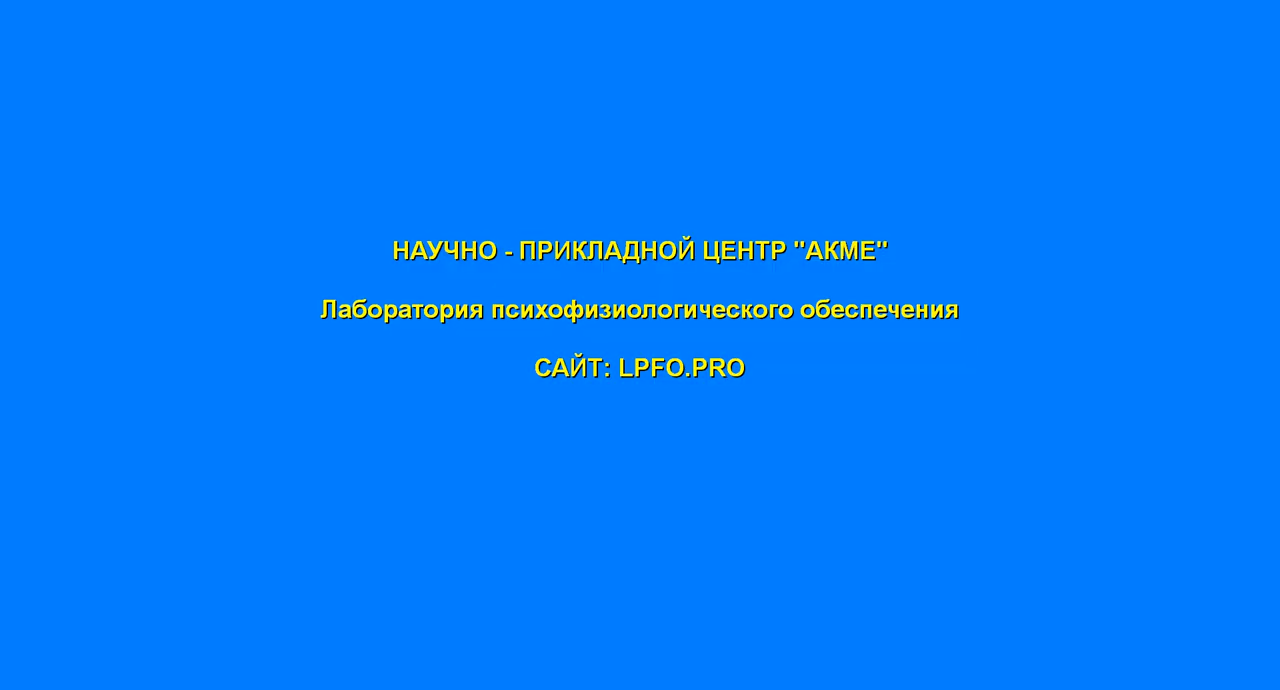 НАУЧНО - ПРИКЛАДНОЙ ЦЕНТР "АКМЕ"
Лаборатория психофизиологического обеспечения
САЙТ: LPFO.PRO